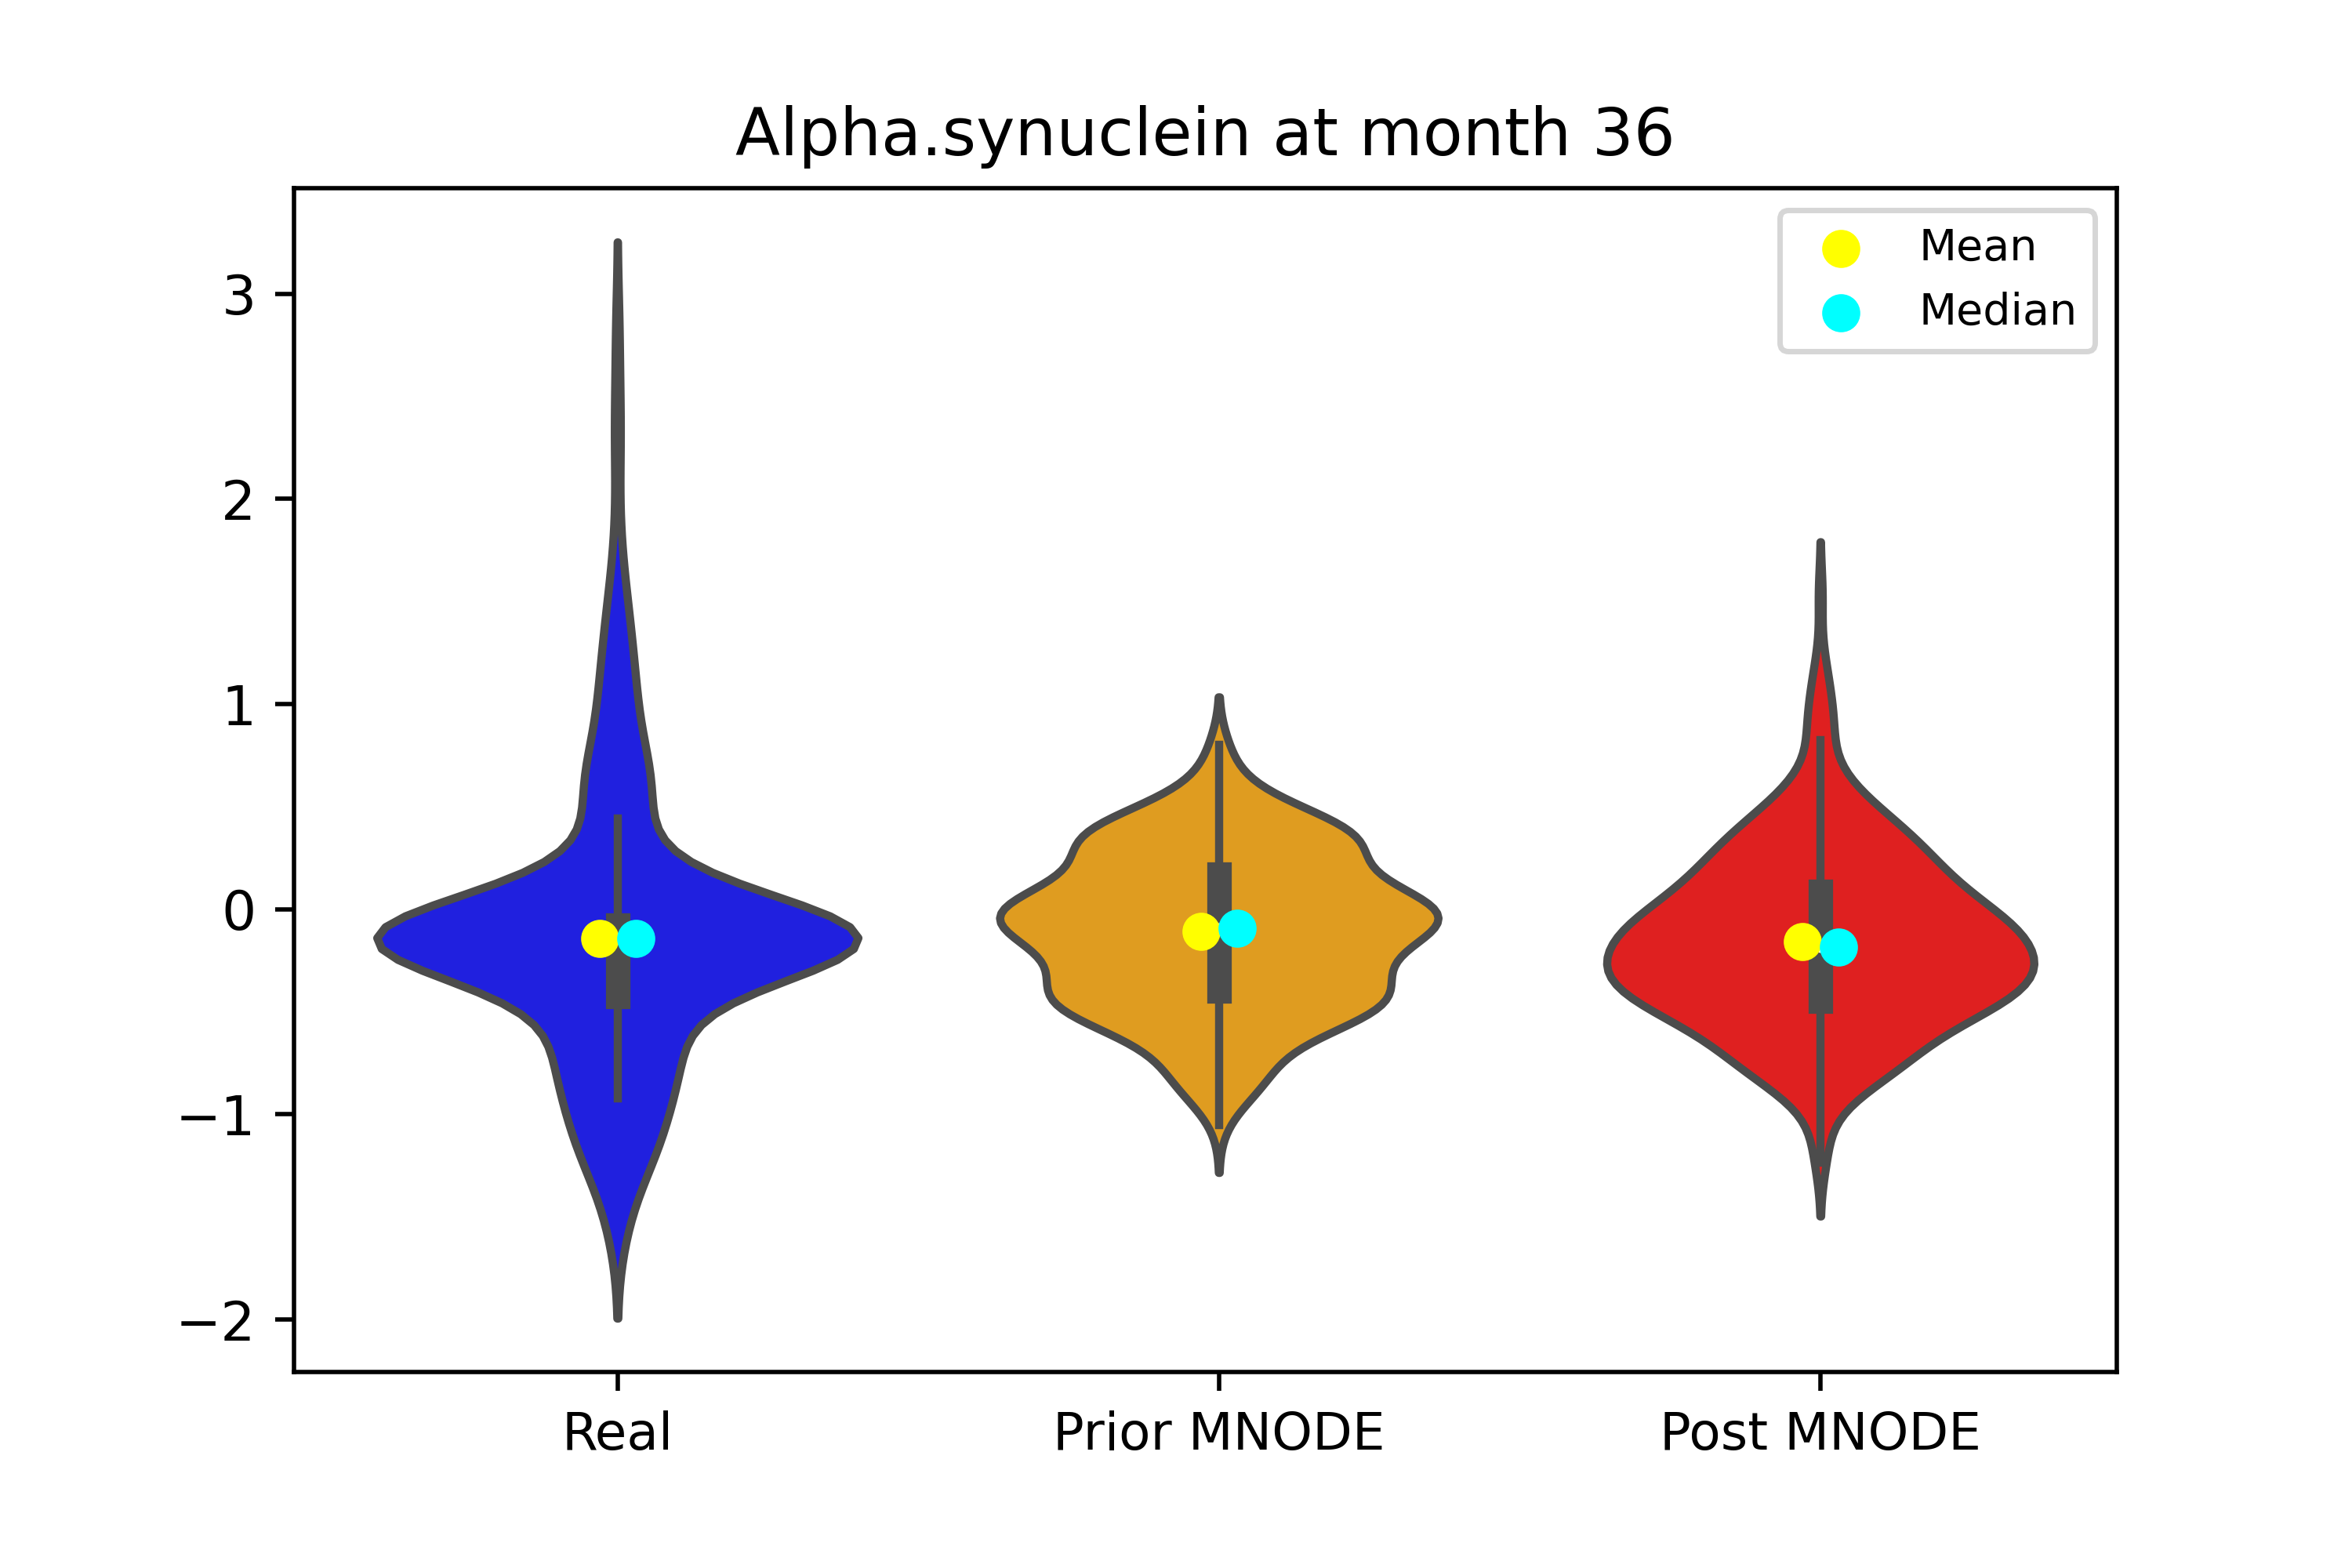 Alpha.synuclein at month 36
Mean
Median
3
2
1
0
−1
−2
Real
Prior MNODE
Post MNODE